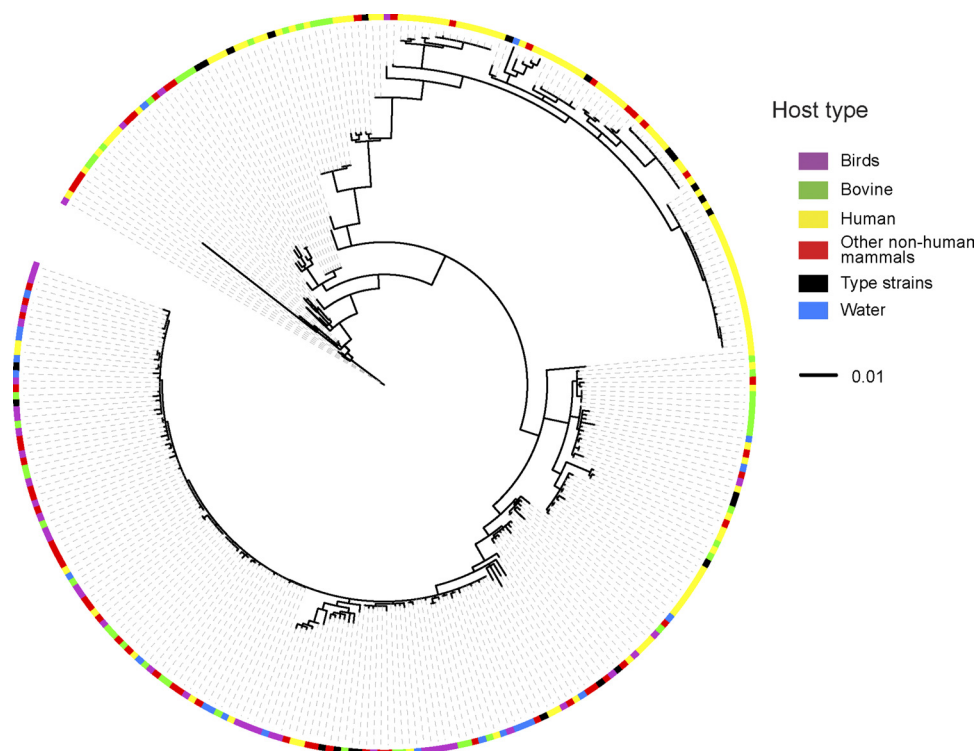 Host type
Birds
Bovine
Human
Other non-human
mammals
Type strains
Water
0.01